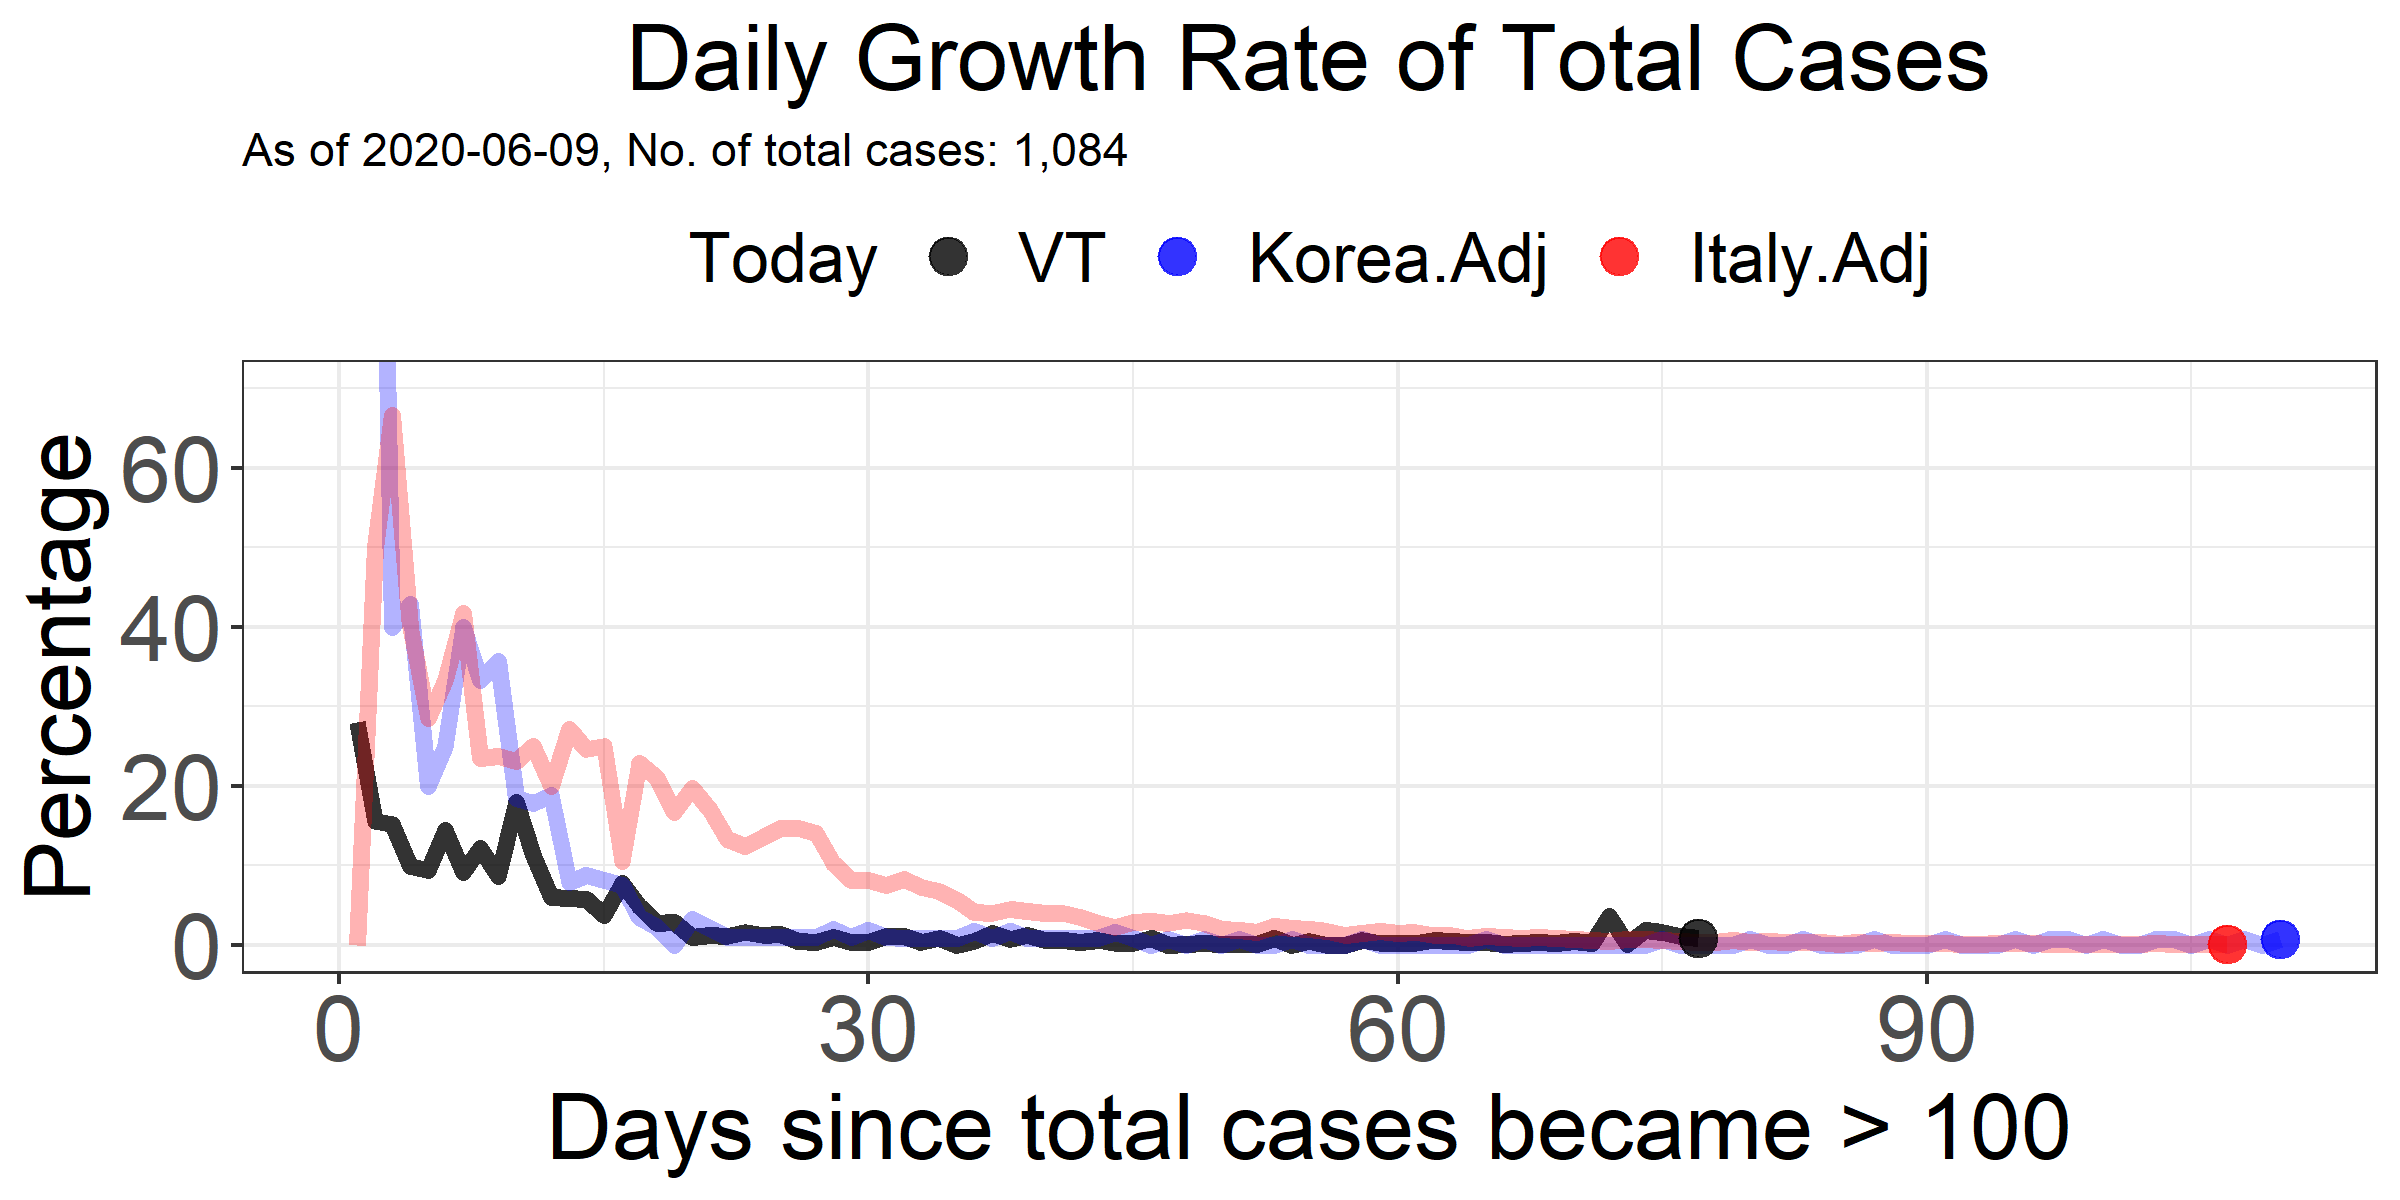 Daily Growth Rate of Total Cases
As of 2020-06-09, No. of total cases: 1,084
Today VT Korea.Adj Italy.Adj
Percentage
60
40
20
0
0 30 60 90
Days since total cases became > 100